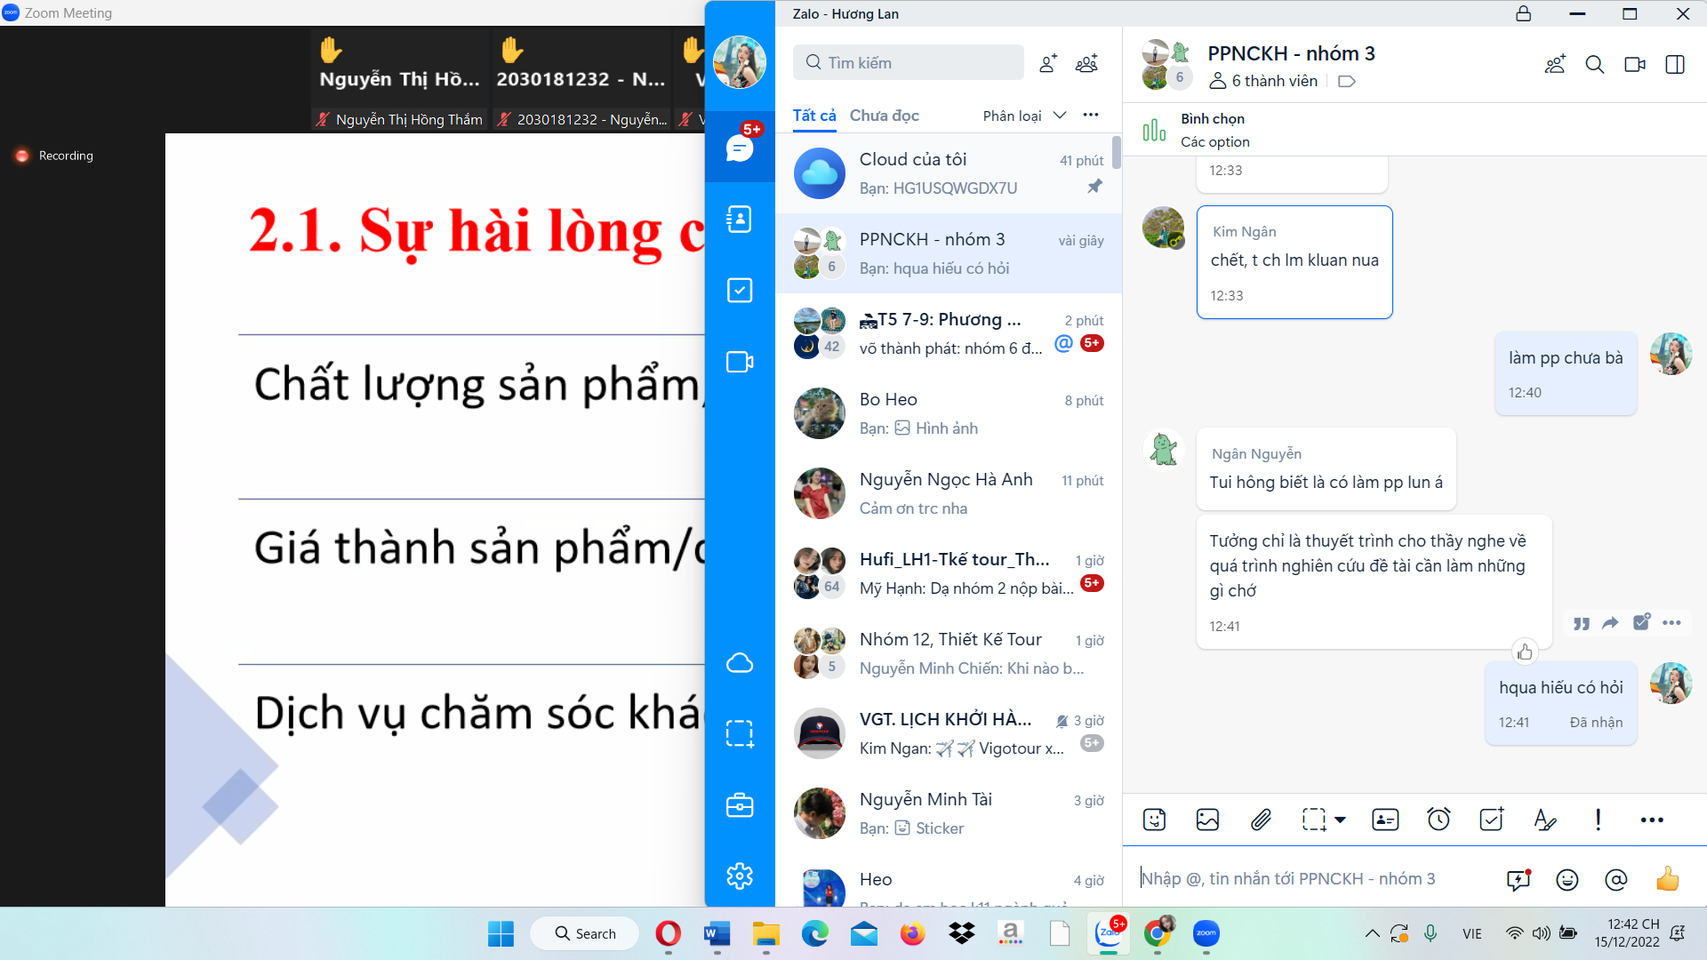 Zoom Meeting
Nguyễn Thị Hồ...
2030181232 - N...
V
Nguyễn Thị Hồng Thắm
2030181232 - Nguyễn...
V
Recording
2.1. Sự hài lòng c
Chất lượng sản phẩm/
Giá thành sản phẩm/d
Dịch vụ chăm sóc khá
Zalo - Hương Lan
5+
Tìm kiếm
Tất cả
Chưa đọc
Phân loại
Cloud của tôi
41 phút
Bạn: HG1USQWGDX7U
PPNCKH - nhóm 3
vài giây
6
Bạn: hqua hiếu có hỏi
T5 7-9: Phương ...
2 phút
42
võ thành phát: nhóm 6 đ...
@
5+
Bo Heo
8 phút
Bạn: Hình ảnh
Nguyễn Ngọc Hà Anh
11 phút
Cảm ơn trc nha
Hufi_LH1-Tkế tour_Th...
1 giờ
64
Mỹ Hạnh: Dạ nhóm 2 nộp bài...
5+
Nhóm 12, Thiết Kế Tour
1 giờ
5
Nguyễn Minh Chiến: Khi nào b...
VGT. LỊCH KHỞI HÀ...
3 giờ
Kim Ngan: ✈️✈️ Vigotour x...
5+
Nguyễn Minh Tài
3 giờ
Bạn: Sticker
Heo
4 giờ
PPNCKH - nhóm 3
6
6 thành viên
Bình chọn
Các option
12:33
Kim Ngân
chết, t ch lm kluan nua
12:33
làm pp chưa bà
12:40
Ngân Nguyễn
Tui hông biết là có làm pp lun á
Tưởng chỉ là thuyết trình cho thầy nghe về
quá trình nghiên cứu đề tài cần làm những
gì chớ
12:41
hqua hiếu có hỏi
12:41
Đã nhận
Nhập @, tin nhắn tới PPNCKH - nhóm 3
Search
Zalo
5+
zoom
VIE
12:42 CH
15/12/2022